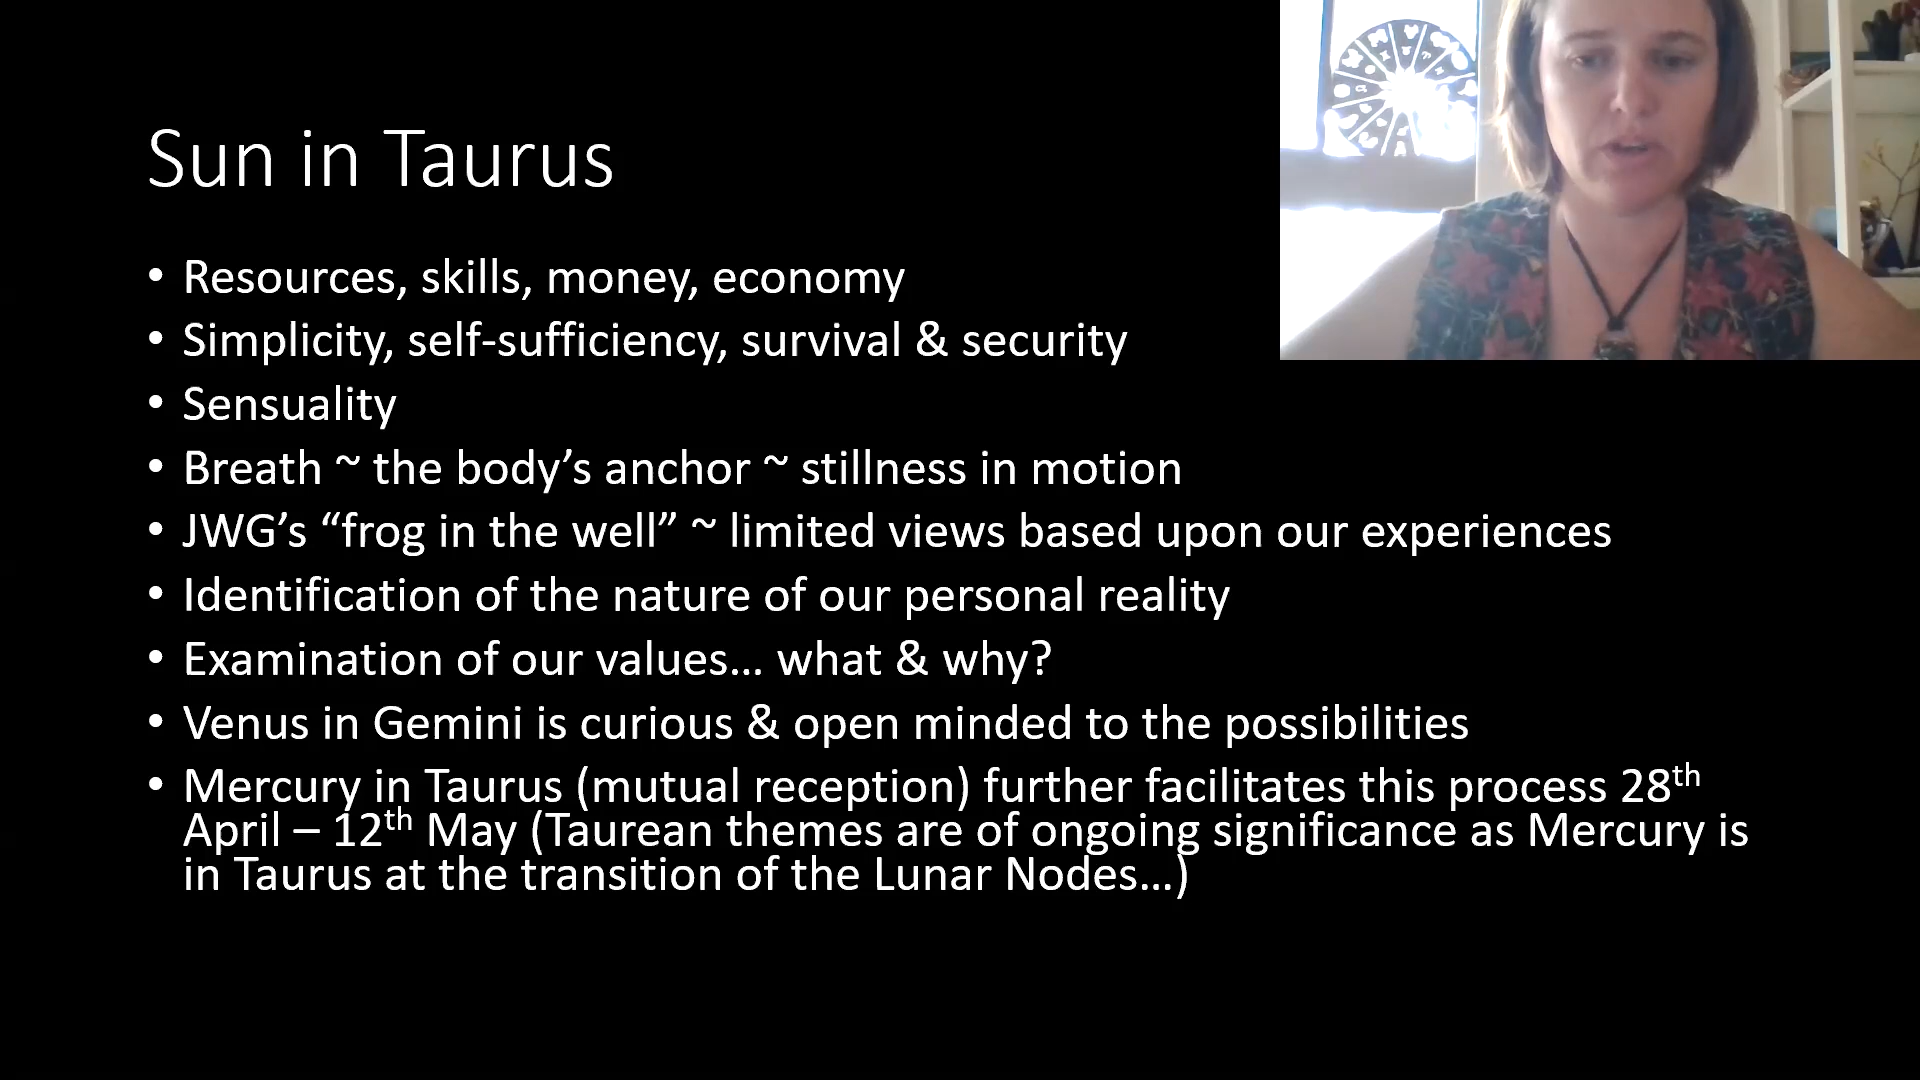 Sun in Taurus
• Resources, skills, money, economy
• Simplicity, self-sufficiency, survival & security
• Sensuality
• Breath ~ the body’s anchor ~ stillness in motion
• JWG’s “frog in the well” ~ limited views based upon our experiences
• Identification of the nature of our personal reality
• Examination of our values… what & why?
• Venus in Gemini is curious & open minded to the possibilities
• Mercury in Taurus (mutual reception) further facilitates this process 28th
April – 12th May (Taurean themes are of ongoing significance as Mercury is
in Taurus at the transition of the Lunar Nodes…)